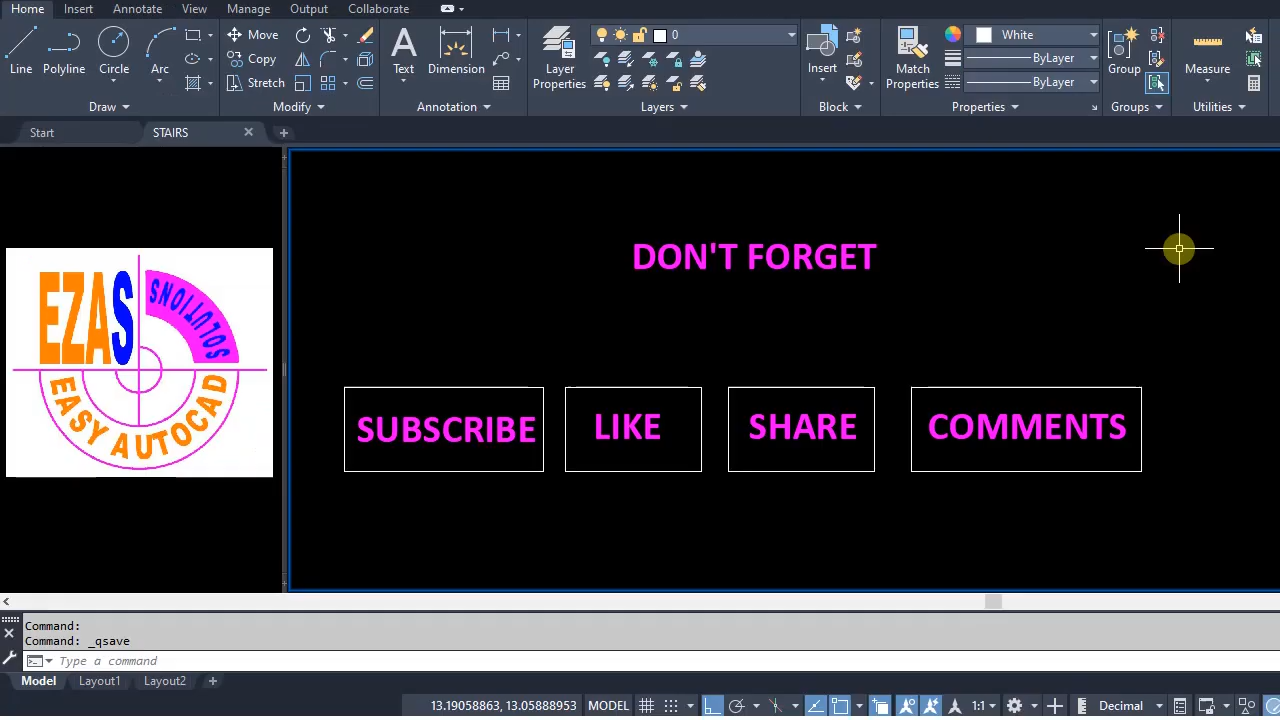 Home Insert Annotate View Manage Output Collaborate
Line Polyline Circle Arc
Move
Copy
Stretch
Text Dimension
Layer Properties
0
Insert
Match Properties
White
ByLayer
ByLayer
Group
Measure
Draw Modify Annotation Layers Block Properties Groups Utilities
Start STAIRS
DON'T FORGET
SUBSCRIBE LIKE SHARE COMMENTS
EZAS
SOLUTIONS
EASY AUTOCAD
Command:
Command: _qsave
Type a command
Model Layout1 Layout2
13.19058863, 13.05888953 MODEL 1:1 Decimal